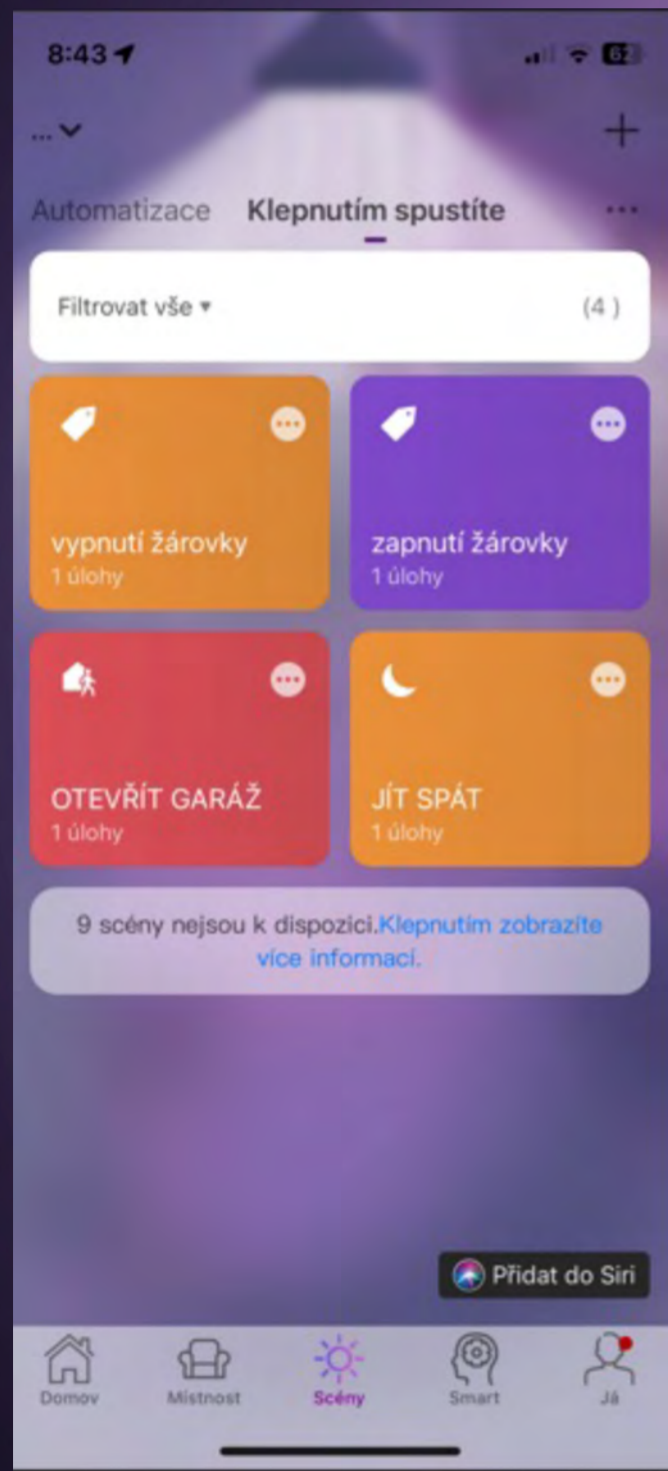 8:43
62
...
Automatizace Klepnutím spustíte ...
Filtrovat vše ▾ (4 )
vypnutí žárovky
1 úlohy
zapnutí žárovky
1 úlohy
OTEVŘÍT GARÁŽ
1 úlohy
JÍT SPÁT
1 úlohy
9 scény nejsou k dispozici.Klepnutím zobrazíte
více informací.
Přidat do Siri
Domov Místnost Scény Smart Já